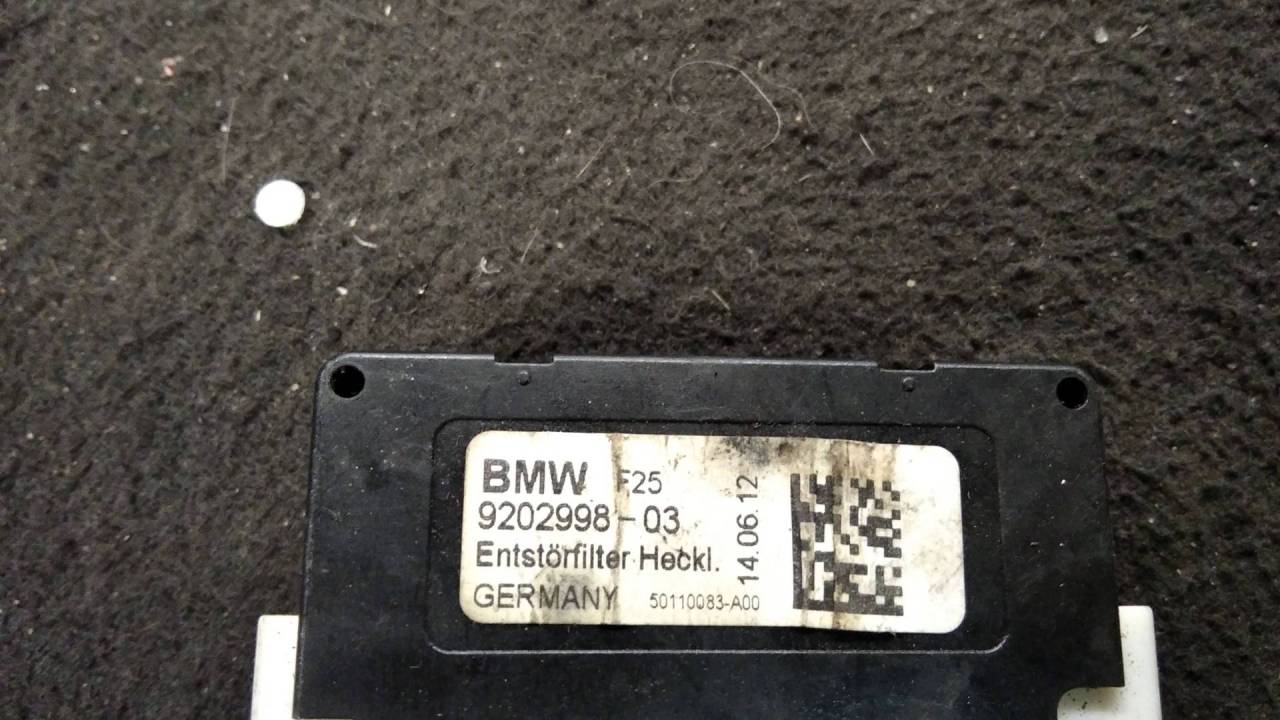 BMW F25
9202998-03
Entstörfilter Heckl.
GERMANY 50110083-A00
14.06.12